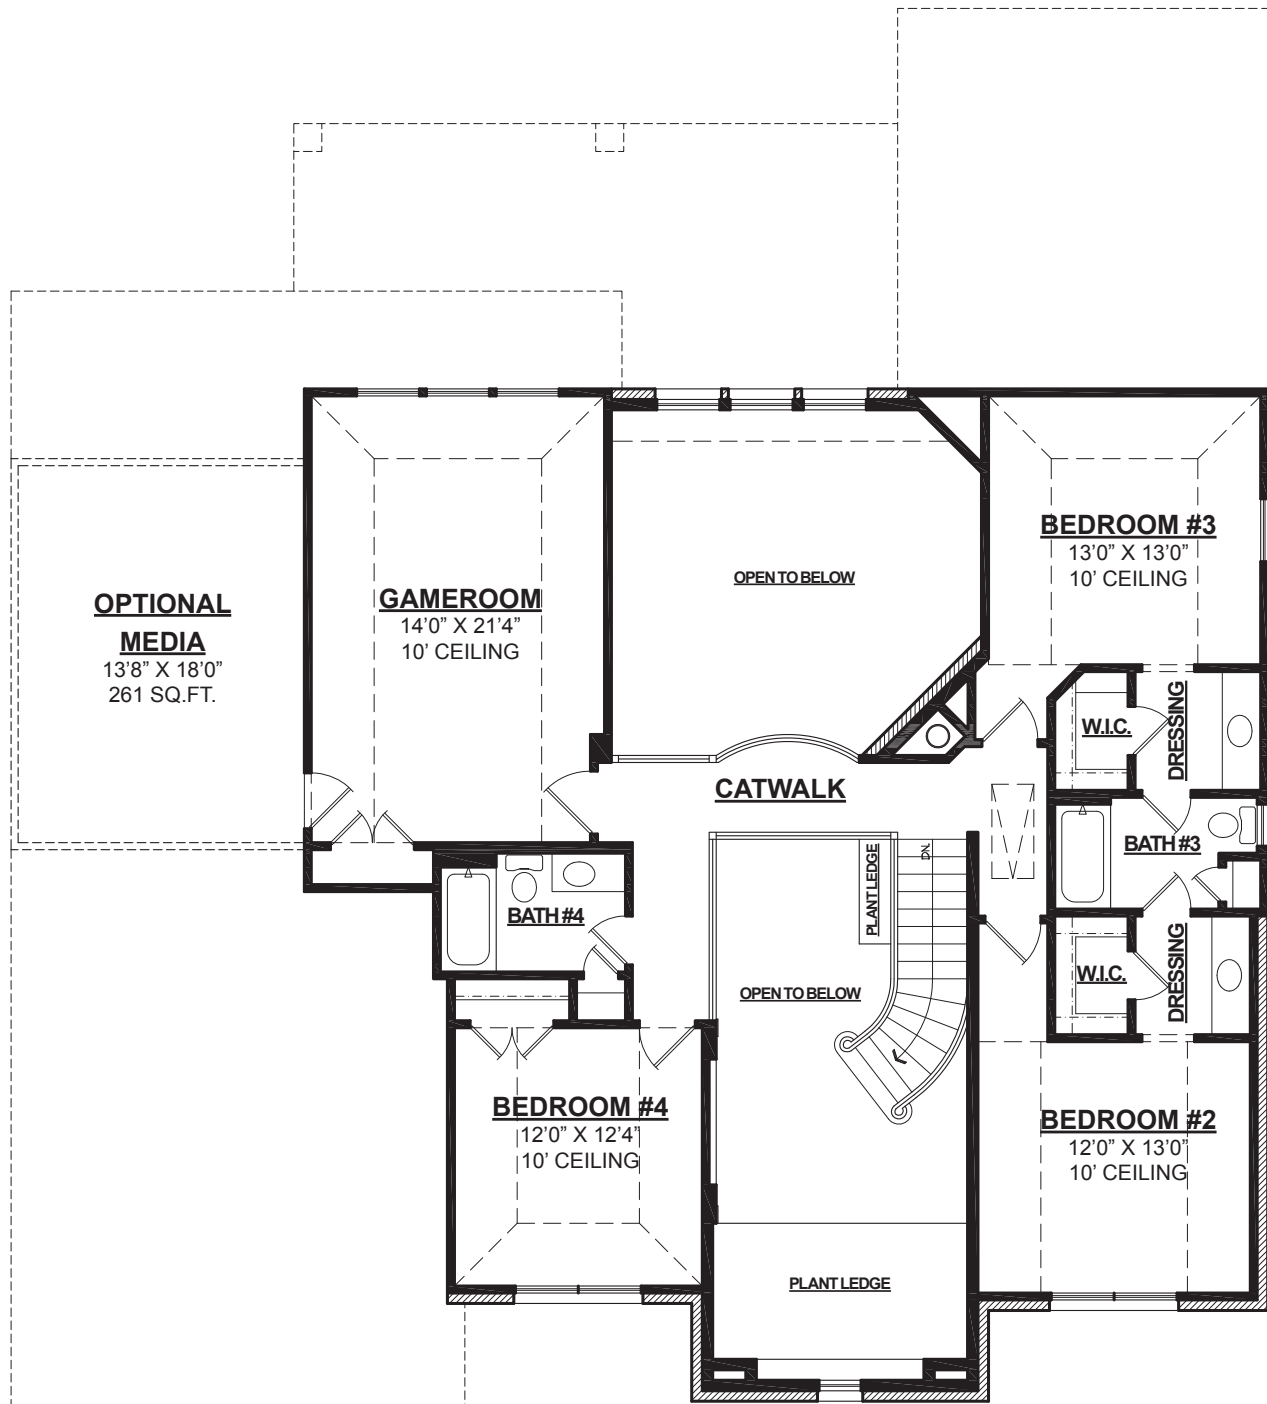 BEDROOM #3
13’0” X 13’0”
10’ CEILING
OPEN TO BELOW
OPTIONAL
MEDIA
13’8” X 18’0”
261 SQ.FT.
GAMEROOM
14’0” X 21’4”
10’ CEILING
W.I.C.
DRESSING
CATWALK
BATH #3
DN.
PLANT LEDGE
BATH #4
W.I.C.
DRESSING
OPEN TO BELOW
BEDROOM #4
12’0” X 12’4”
10’ CEILING
BEDROOM #2
12’0” X 13’0”
10’ CEILING
PLANT LEDGE